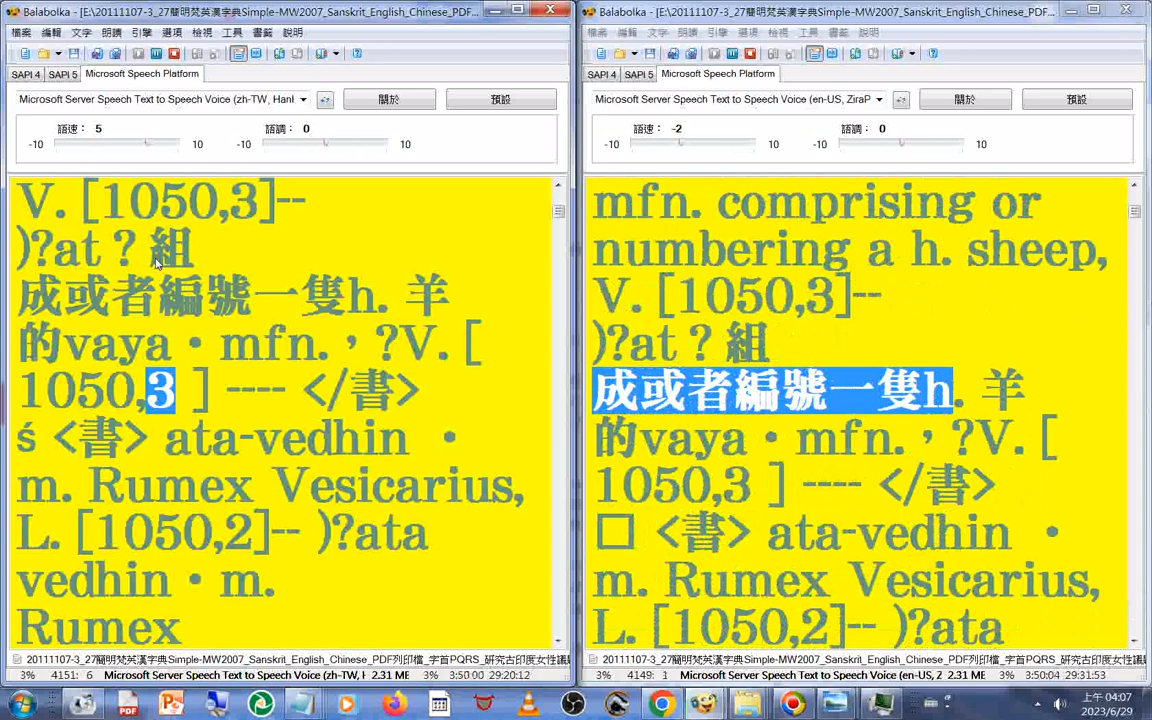 Balabolka - [E:\20111107-3_27簡明梵英漢字典Simple-MW2007_Sanskrit_English_Chinese_PDF...
檔案 編輯 文字 朗讀 引擎 選項 檢視 工具 書籤 說明
SAPI 4 SAPI 5 Microsoft Speech Platform
Microsoft Server Speech Text to Speech Voice (zh-TW, Hanl 關於 預設
語速： 5 語調： 0
-10 10 -10 10
V. [1050,3]--
)?at ? 組
成或者編號一隻h. 羊
的vaya‧mfn.，?V. [
1050,3 ] ---- </書>
ś <書> ata-vedhin ‧
m. Rumex Vesicarius,
L. [1050,2]-- )?ata
vedhin‧m.
Rumex
20111107-3_27簡明梵英漢字典Simple-MW2007_Sanskrit_English_Chinese_PDF列印檔_字首PQRS_研究古印度女性議
3% 4151: 6 Microsoft Server Speech Text to Speech Voice (zh-TW, H 2.31 MB 3:50:00 29:20:12
Balabolka - [E:\20111107-3_27簡明梵英漢字典Simple-MW2007_Sanskrit_English_Chinese_PDF...
檔案 編輯 文字 朗讀 引擎 選項 檢視 工具 書籤 說明
SAPI 4 SAPI 5 Microsoft Speech Platform
Microsoft Server Speech Text to Speech Voice (en-US, ZiraP 關於 預設
語速： -2 語調： 0
-10 10 -10 10
mfn. comprising or
numbering a h. sheep,
V. [1050,3]--
)?at ? 組
成或者編號一隻h. 羊
的vaya‧mfn.，?V. [
1050,3 ] ---- </書>
□ <書> ata-vedhin ‧
m. Rumex Vesicarius,
L. [1050,2]-- )?ata
20111107-3_27簡明梵英漢字典Simple-MW2007_Sanskrit_English_Chinese_PDF列印檔_字首PQRS_研究古印度女性議
3% 4149: 1 Microsoft Server Speech Text to Speech Voice (en-US, Z 2.31 MB 3:50:04 29:31:53
上午 04:07
2023/6/29